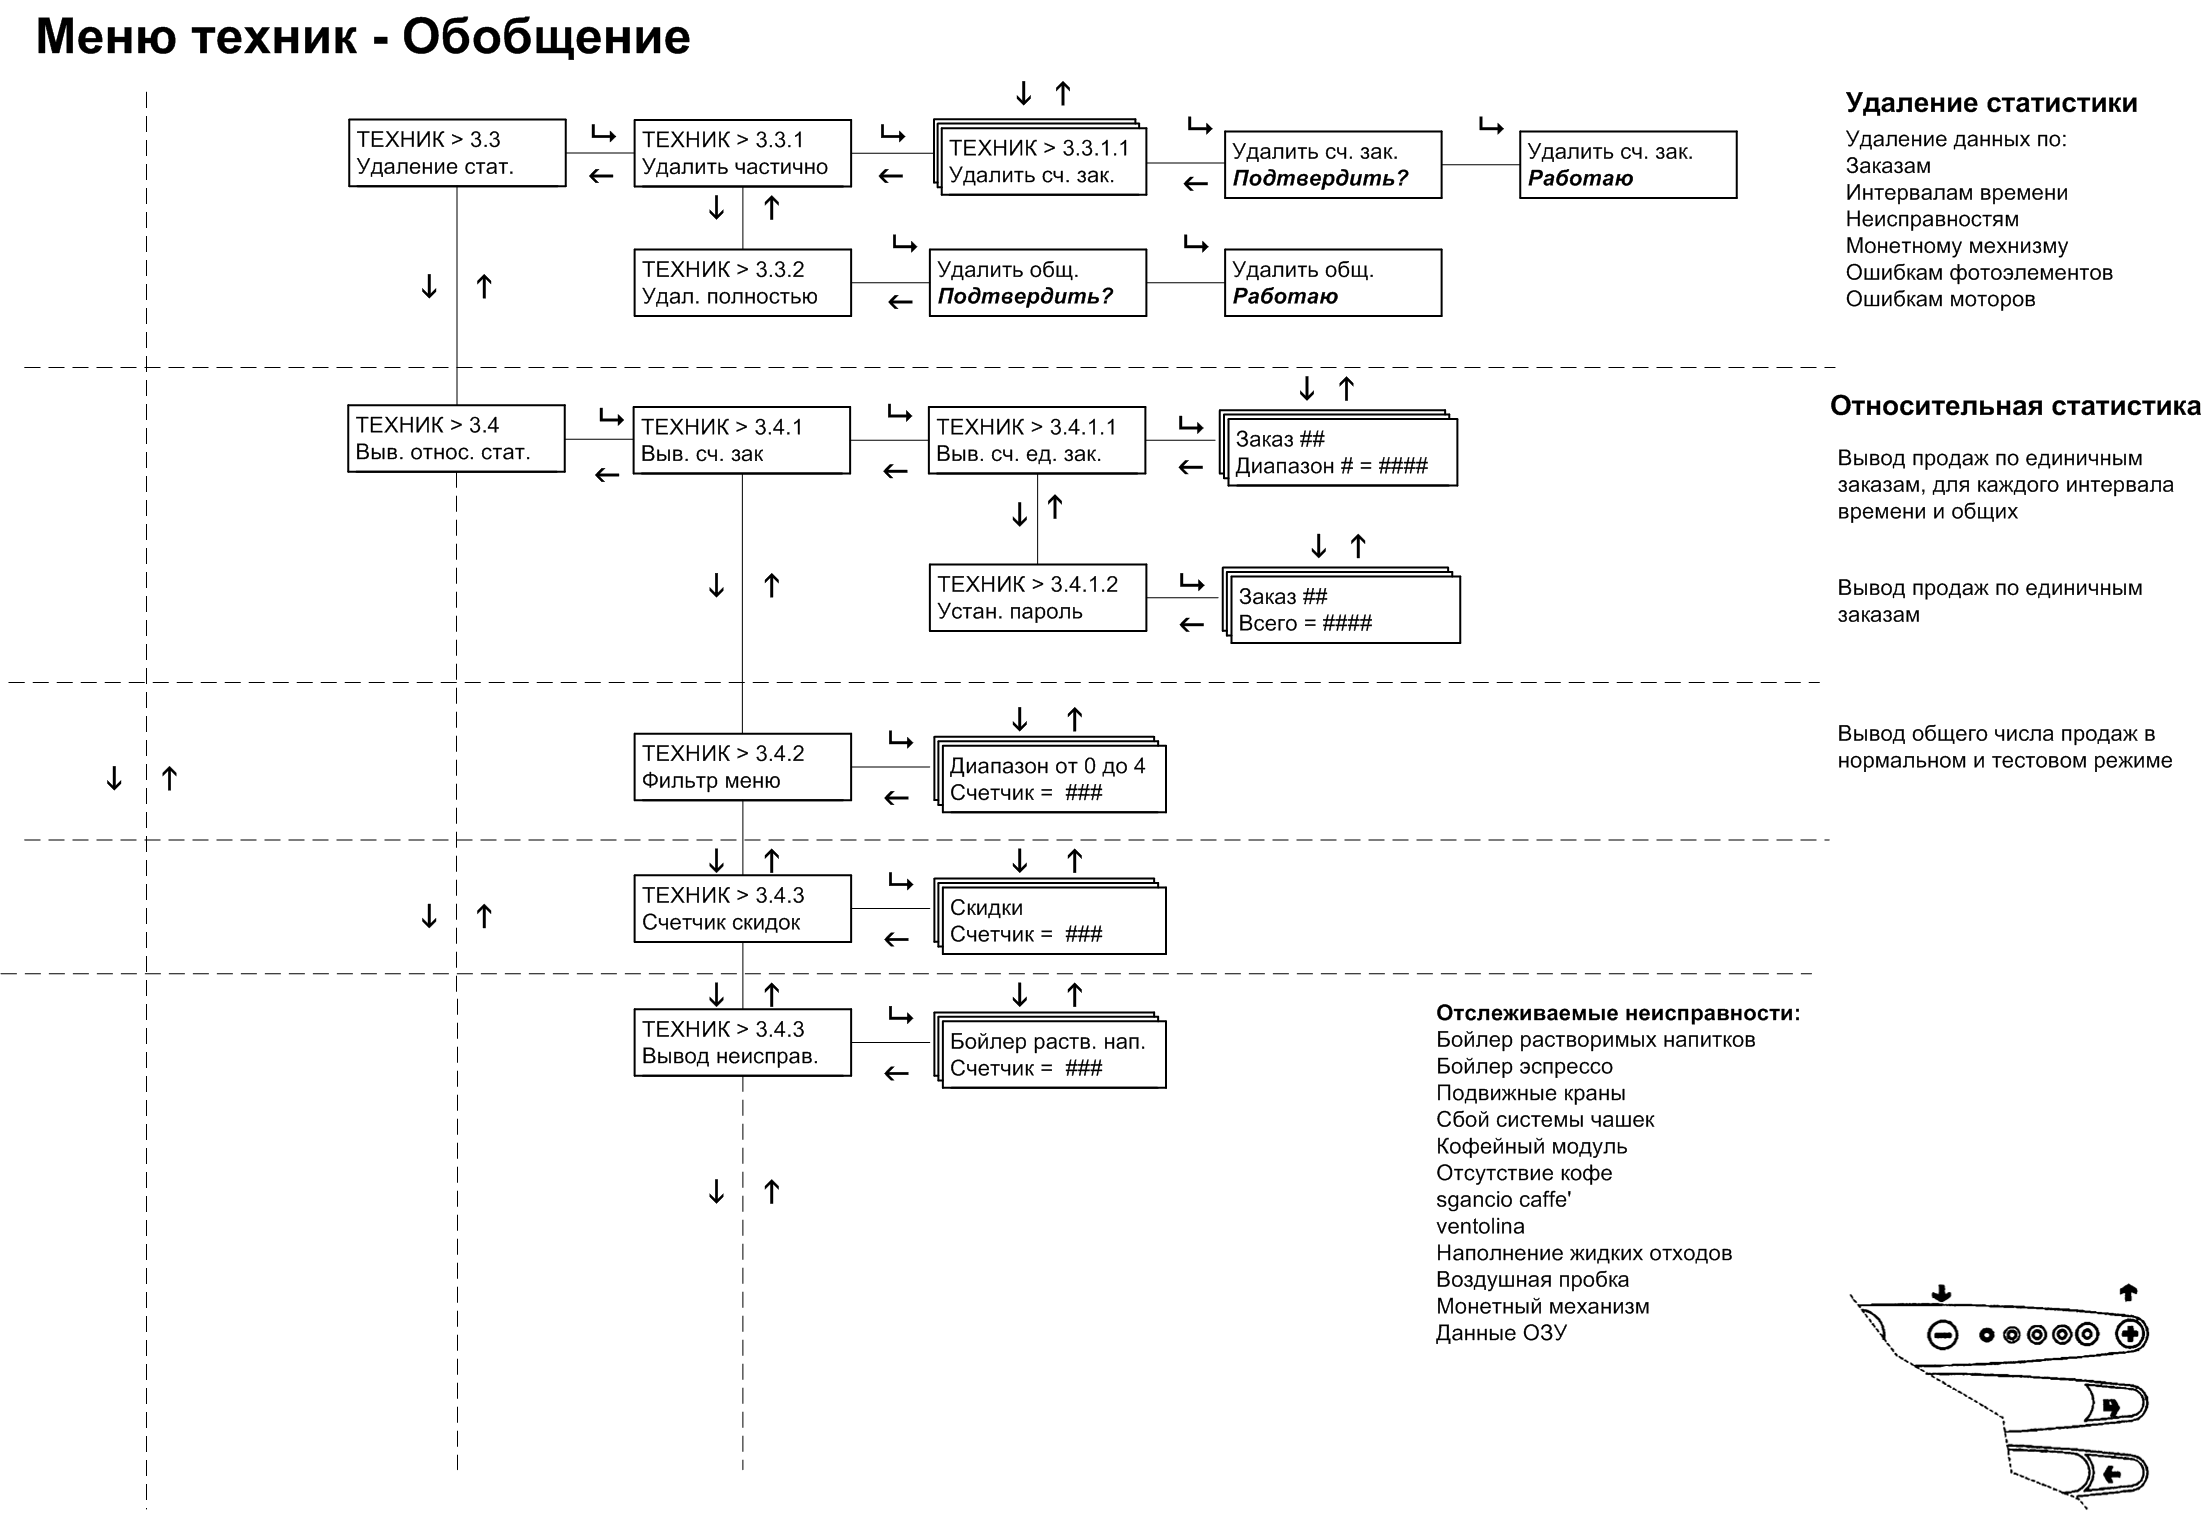 Меню техник - Обобщение
ТЕХНИК > 3.3
Удаление стат.
ТЕХНИК > 3.3.1
Удалить частично
ТЕХНИК > 3.3.1.1
Удалить сч. зак.
Удалить сч. зак.
Подтвердить?
Удалить сч. зак.
Работаю
ТЕХНИК > 3.3.2
Удал. полностью
Удалить общ.
Подтвердить?
Удалить общ.
Работаю
Удаление статистики
Удаление данных по:
Заказам
Интервалам времени
Неисправностям
Монетному мехнизму
Ошибкам фотоэлементов
Ошибкам моторов
ТЕХНИК > 3.4
Выв. относ. стат.
ТЕХНИК > 3.4.1
Выв. сч. зак
ТЕХНИК > 3.4.1.1
Выв. сч. ед. зак.
Заказ ##
Диапазон # = ####
ТЕХНИК > 3.4.1.2
Устан. пароль
Заказ ##
Всего = ####
Относительная статистика
Вывод продаж по единичным
заказам, для каждого интервала
времени и общих
Вывод продаж по единичным
заказам
ТЕХНИК > 3.4.2
Фильтр меню
Диапазон от 0 до 4
Счетчик = ###
Вывод общего числа продаж в
нормальном и тестовом режиме
ТЕХНИК > 3.4.3
Счетчик скидок
Скидки
Счетчик = ###
ТЕХНИК > 3.4.3
Вывод неисправ.
Бойлер раств. нап.
Счетчик = ###
Отслеживаемые неисправности:
Бойлер растворимых напитков
Бойлер эспрессо
Подвижные краны
Сбой системы чашек
Кофейный модуль
Отсутствие кофе
sgancio caffe'
ventolina
Наполнение жидких отходов
Воздушная пробка
Монетный механизм
Данные ОЗУ